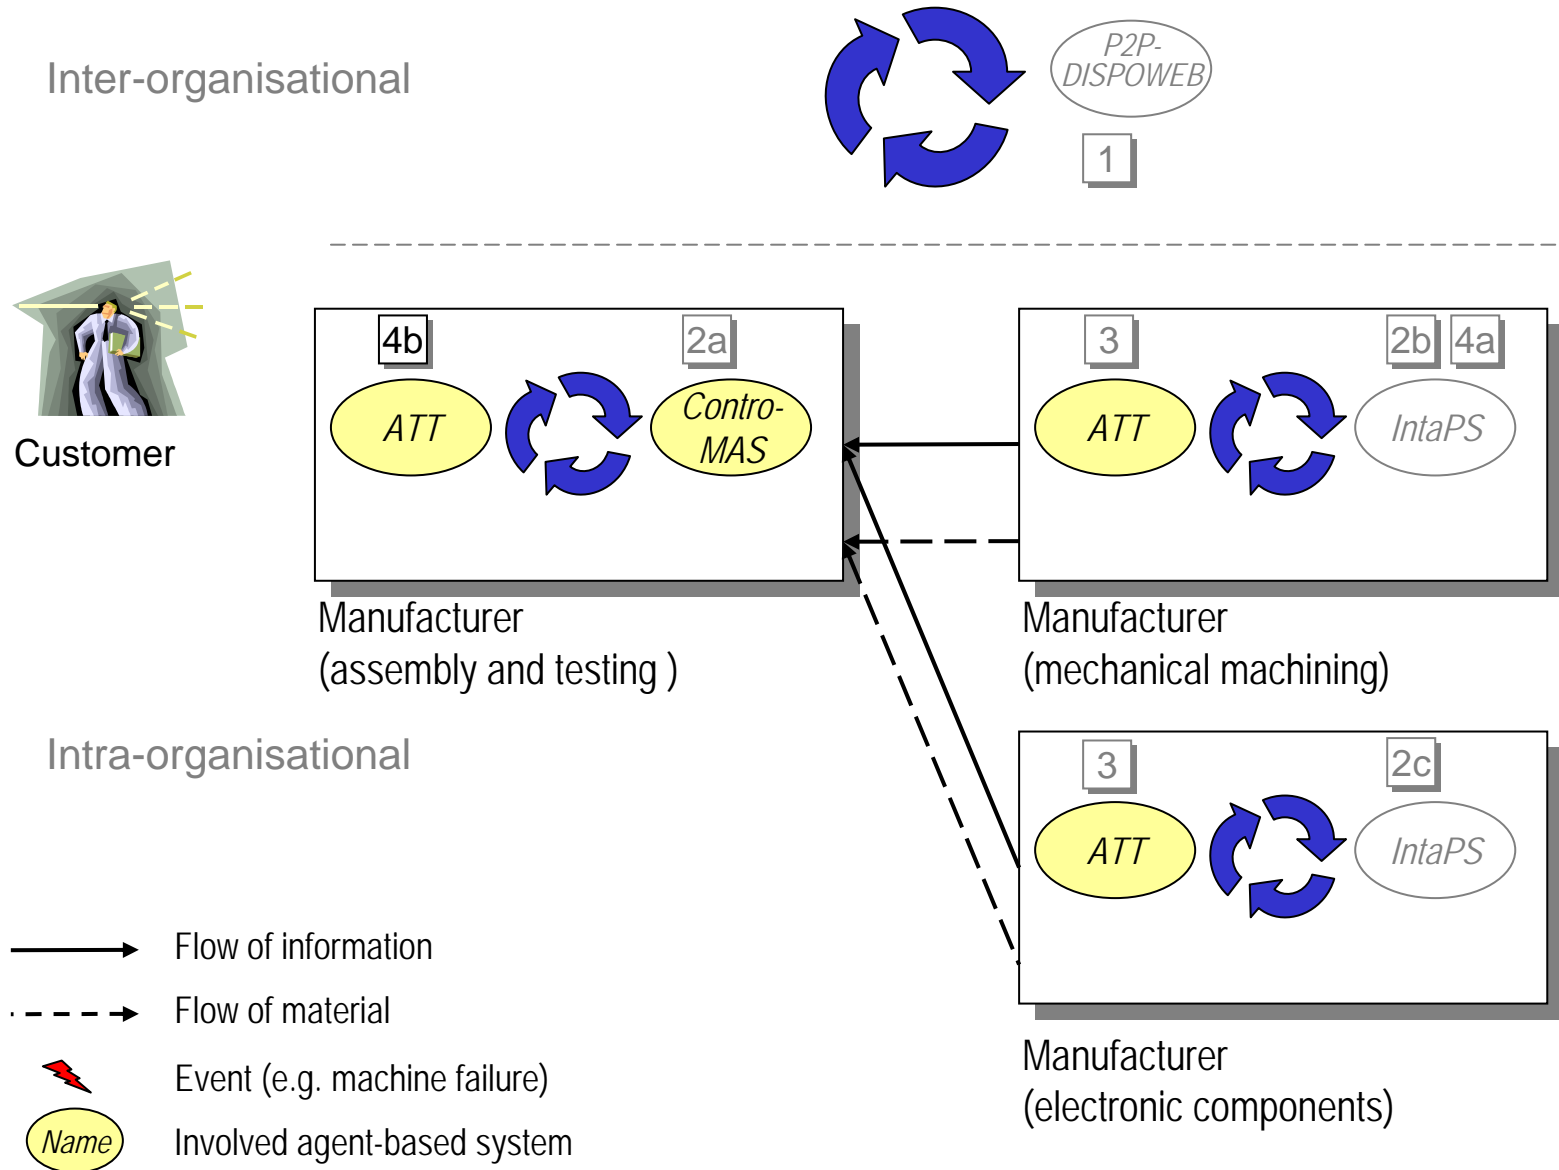 Inter-organisational
P2P-
DISPOWEB
1
Customer
4b
2a
ATT
Contro-
MAS
Manufacturer
(assembly and testing )
3
2b
4a
ATT
IntaPS
Manufacturer
(mechanical machining)
Intra-organisational
3
2c
ATT
IntaPS
Manufacturer
(electronic components)
Flow of information
Flow of material
Event (e.g. machine failure)
Name
Involved agent-based system